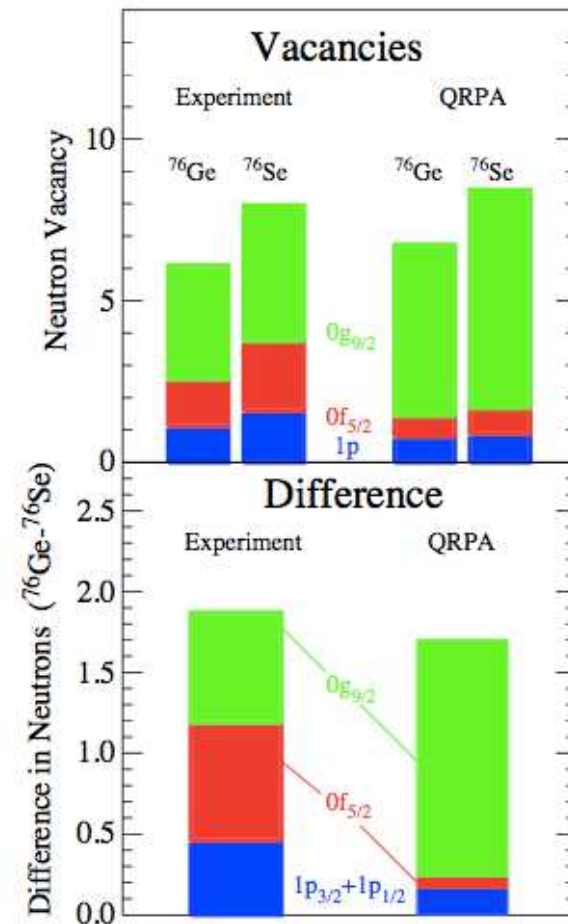 Vacancies
Experiment QRPA
⁷⁶Ge ⁷⁶Se ⁷⁶Ge ⁷⁶Se
Neutron Vacancy
10
5
0
0g9/2
0f5/2
1p
Difference
Experiment QRPA
Difference in Neutrons (⁷⁶Ge-⁷⁶Se)
2.5
2.0
1.5
1.0
0.5
0.0
0g9/2
0f5/2
1p3/2+1p1/2